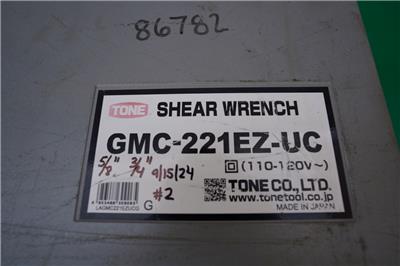 86782
TONE SHEAR WRENCH
GMC-221EZ-UC
(110-120V~)
5/8" 3/4" 9/15/24
#2
TONE CO., LTD.
www.tonetool.co.jp
MADE IN JAPAN
LAGMC221EZUCG G